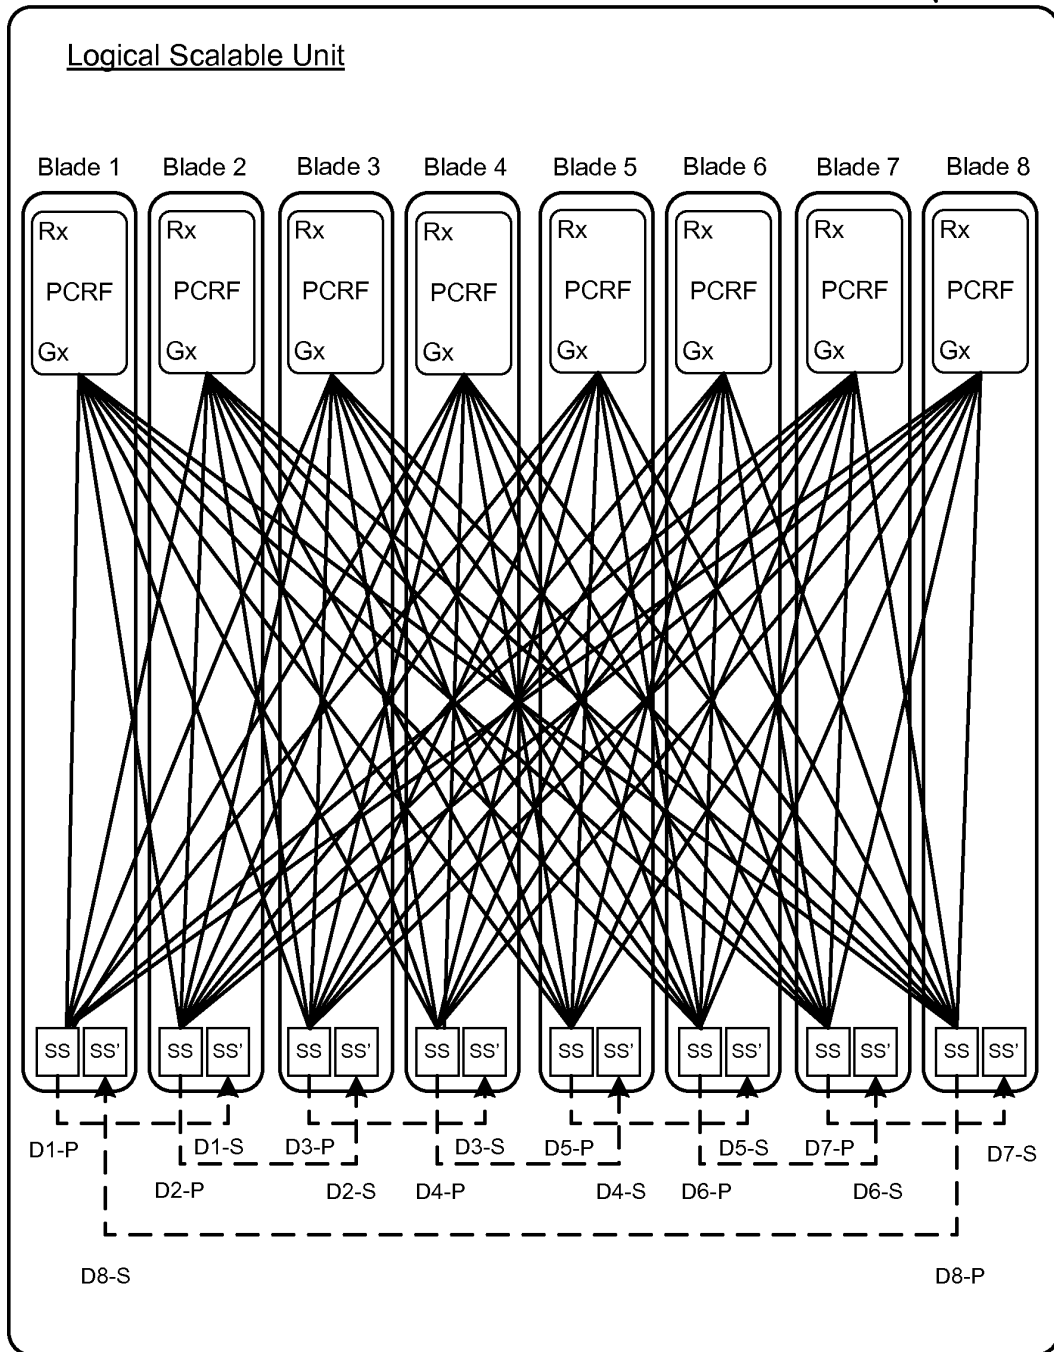 Logical Scalable Unit
Blade 1 Blade 2 Blade 3 Blade 4 Blade 5 Blade 6 Blade 7 Blade 8
Rx Rx Rx Rx Rx Rx Rx Rx
PCRF PCRF PCRF PCRF PCRF PCRF PCRF PCRF
Gx Gx Gx Gx Gx Gx Gx Gx
SS SS' SS SS' SS SS' SS SS' SS SS' SS SS' SS SS' SS SS'
D1-P D1-S D3-P D3-S D5-P D5-S D7-P D7-S
D2-P D2-S D4-P D4-S D6-P D6-S
D8-S D8-P